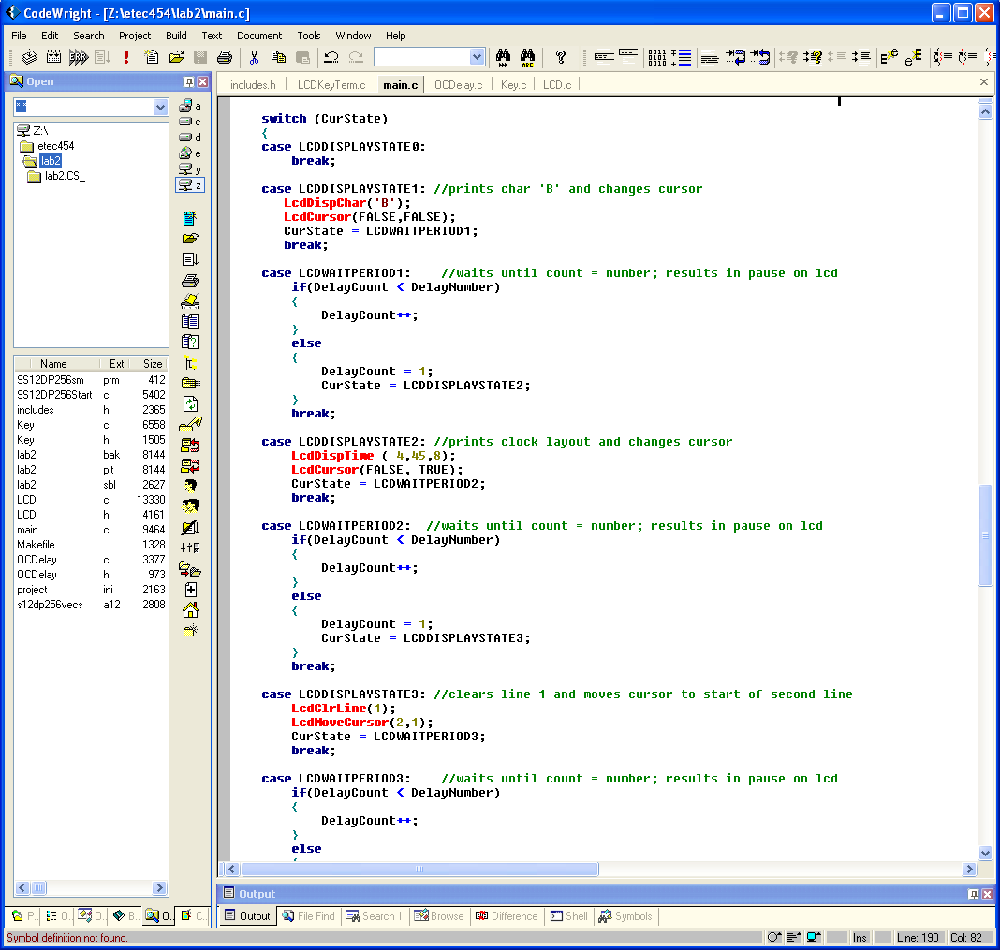 CodeWright - [Z:\etec454\lab2\main.c]
File Edit Search Project Build Text Document Tools Window Help
Open
includes.h LCDKeyTerm.c main.c OCDelay.c Key.c LCD.c
*.*
a
c
d
e
y
z
Z:\
etec454
lab2
lab2.CS_
Name Ext Size
9S12DP256sm prm 412
9S12DP256Start c 5402
includes h 2365
Key c 6558
Key h 1505
lab2 bak 8144
lab2 pjt 8144
lab2 sbl 2627
LCD c 13330
LCD h 4161
main c 9464
Makefile 1328
OCDelay c 3377
OCDelay h 973
project ini 2163
s12dp256vecs a12 2808
switch (CurState)
{
case LCDDISPLAYSTATE0:
break;
case LCDDISPLAYSTATE1: //prints char 'B' and changes cursor
LcdDispChar('B');
LcdCursor(FALSE,FALSE);
CurState = LCDWAITPERIOD1;
break;
case LCDWAITPERIOD1: //waits until count = number; results in pause on lcd
if(DelayCount < DelayNumber)
{
DelayCount++;
}
else
{
DelayCount = 1;
CurState = LCDDISPLAYSTATE2;
}
break;
case LCDDISPLAYSTATE2: //prints clock layout and changes cursor
LcdDispTime ( 4,45,8);
LcdCursor(FALSE, TRUE);
CurState = LCDWAITPERIOD2;
break;
case LCDWAITPERIOD2: //waits until count = number; results in pause on lcd
if(DelayCount < DelayNumber)
{
DelayCount++;
}
else
{
DelayCount = 1;
CurState = LCDDISPLAYSTATE3;
}
break;
case LCDDISPLAYSTATE3: //clears line 1 and moves cursor to start of second line
LcdClrLine(1);
LcdMoveCursor(2,1);
CurState = LCDWAITPERIOD3;
break;
case LCDWAITPERIOD3: //waits until count = number; results in pause on lcd
if(DelayCount < DelayNumber)
{
DelayCount++;
}
else
{
P.. O.. O.. B.. O.. C..
Output
Output File Find Search 1 Browse Difference Shell Symbols
Symbol definition not found. Ins Line: 190 Col: 82